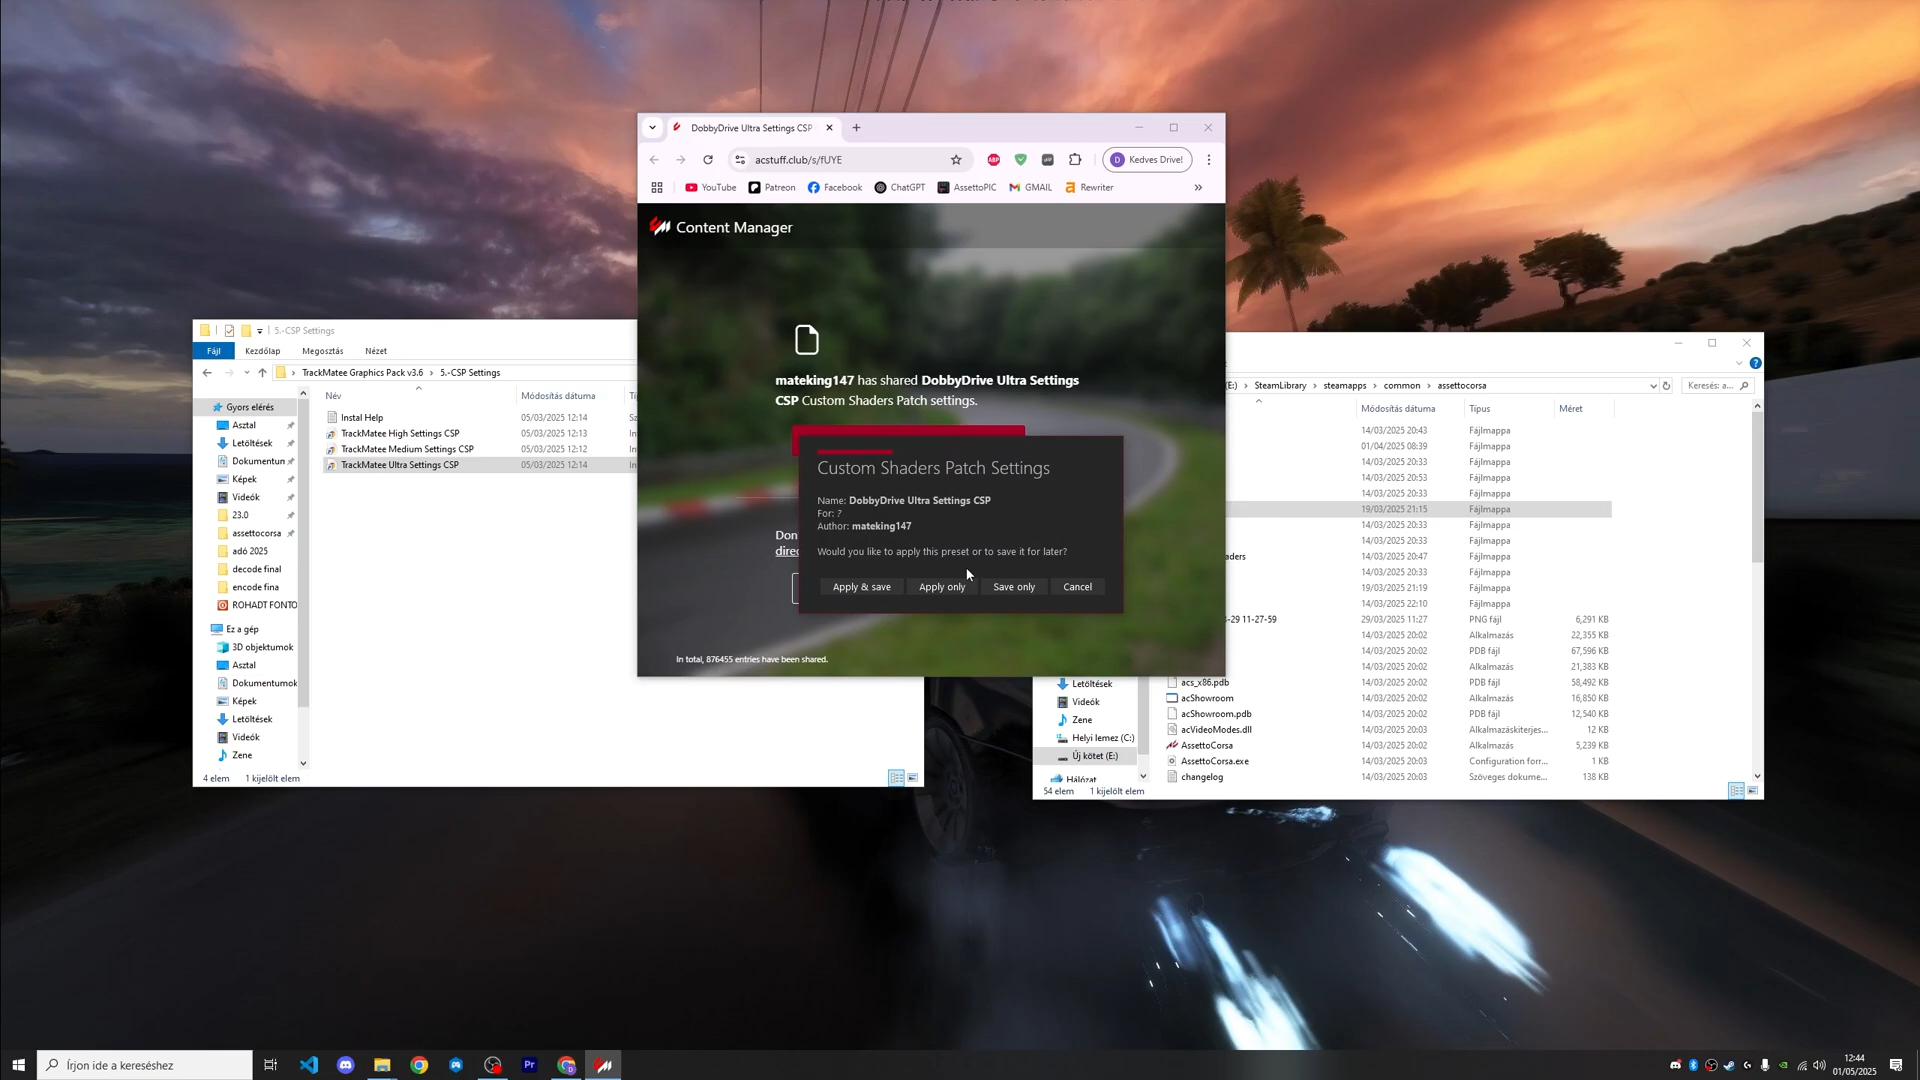 DobbyDrive Ultra Settings CSP
acstuff.club/s/fUYE
ABP
D Kedves Drive!
YouTube
Patreon
Facebook
ChatGPT
AssettoPIC
GMAIL
Rewriter
»
Content Manager
mateking147 has shared DobbyDrive Ultra Settings
CSP Custom Shaders Patch settings.
Don
direc
Custom Shaders Patch Settings
Name: DobbyDrive Ultra Settings CSP
For: ?
Author: mateking147
Would you like to apply this preset or to save it for later?
Apply & save
Apply only
Save only
Cancel
In total, 876455 entries have been shared.
5.-CSP Settings
Fájl
Kezdőlap
Megosztás
Nézet
TrackMatee Graphics Pack v3.6 › 5.-CSP Settings
Gyors elérés
Asztal
Letöltések
Dokumentun
Képek
Videók
23.0
assettocorsa
adó 2025
decode final
encode fina
ROHADT FONTO
Ez a gép
3D objektumok
Asztal
Dokumentumok
Képek
Letöltések
Videók
Zene
Név
Módosítás dátuma
Instal Help 05/03/2025 12:14
TrackMatee High Settings CSP 05/03/2025 12:13
TrackMatee Medium Settings CSP 05/03/2025 12:12
TrackMatee Ultra Settings CSP 05/03/2025 12:14
4 elem
1 kijelölt elem
(E:) › SteamLibrary › steamapps › common › assettocorsa
Keresés: a...
Módosítás dátuma
Típus
Méret
14/03/2025 20:43 Fájlmappa
01/04/2025 08:39 Fájlmappa
14/03/2025 20:33 Fájlmappa
14/03/2025 20:53 Fájlmappa
14/03/2025 20:33 Fájlmappa
19/03/2025 21:15 Fájlmappa
14/03/2025 20:33 Fájlmappa
14/03/2025 20:33 Fájlmappa
aders 14/03/2025 20:47 Fájlmappa
14/03/2025 20:33 Fájlmappa
19/03/2025 21:19 Fájlmappa
14/03/2025 22:10 Fájlmappa
-29 11-27-59 29/03/2025 11:27 PNG fájl 6,291 KB
14/03/2025 20:02 Alkalmazás 22,355 KB
14/03/2025 20:02 PDB fájl 67,596 KB
14/03/2025 20:02 Alkalmazás 21,383 KB
acs_x86.pdb 14/03/2025 20:02 PDB fájl 58,492 KB
acShowroom 14/03/2025 20:02 Alkalmazás 16,850 KB
acShowroom.pdb 14/03/2025 20:02 PDB fájl 12,540 KB
acVideoModes.dll 14/03/2025 20:03 Alkalmazáskiterjes... 12 KB
AssettoCorsa 14/03/2025 20:02 Alkalmazás 5,239 KB
AssettoCorsa.exe 14/03/2025 20:03 Configuration forr... 1 KB
changelog 14/03/2025 20:03 Szöveges dokume... 138 KB
Letöltések
Videók
Zene
Helyi lemez (C:)
Új kötet (E:)
Hálózat
54 elem
1 kijelölt elem
Írjon ide a kereséshez
Pr
12:44
01/05/2025